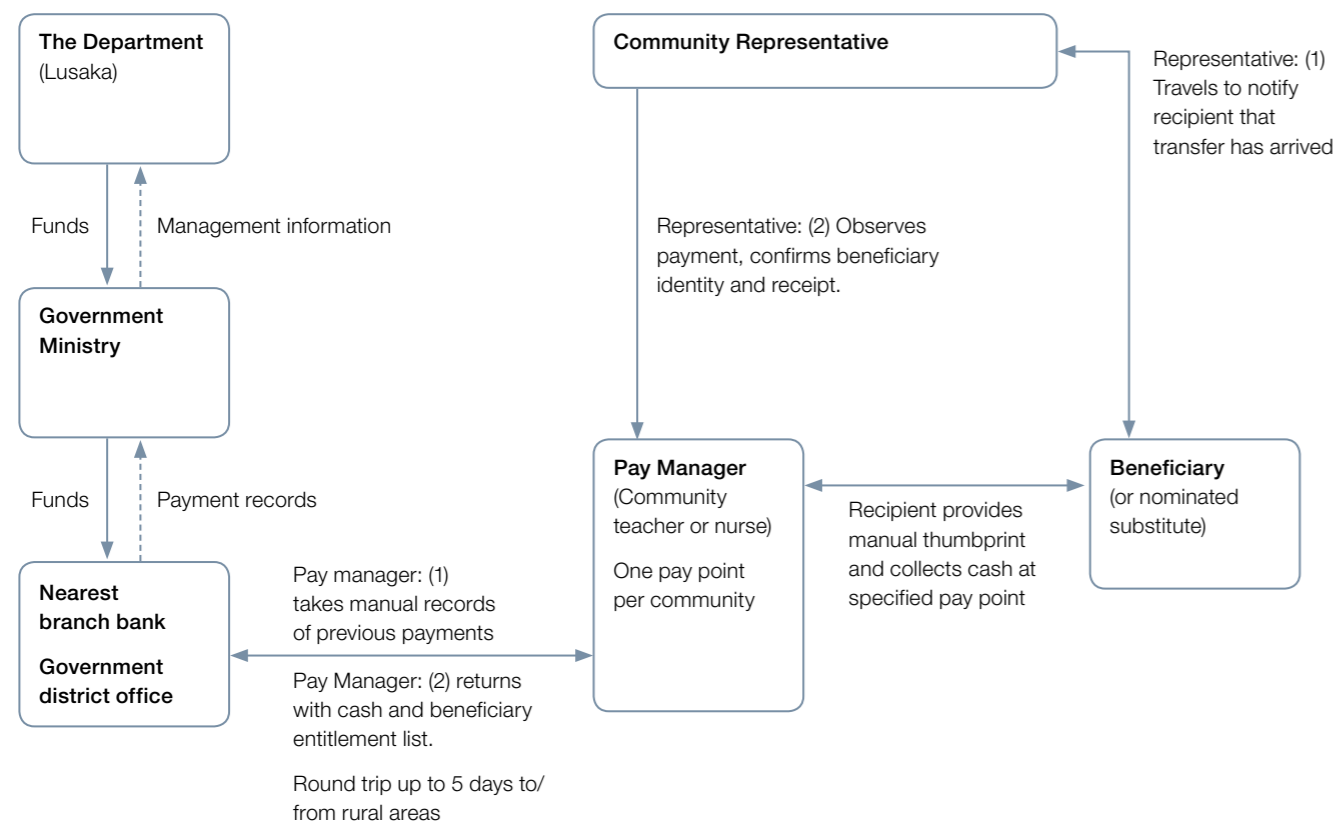 The Department
(Lusaka)
Funds
Management information
Government
Ministry
Funds
Payment records
Nearest
branch bank
Government
district office
Pay manager: (1)
takes manual records
of previous payments
Pay Manager: (2) returns
with cash and beneficiary
entitlement list.
Round trip up to 5 days to/
from rural areas
Community Representative
Representative: (1)
Travels to notify
recipient that
transfer has arrived
Representative: (2) Observes
payment, confirms beneficiary
identity and receipt.
Pay Manager
(Community
teacher or nurse)
One pay point
per community
Recipient provides
manual thumbprint
and collects cash at
specified pay point
Beneficiary
(or nominated
substitute)